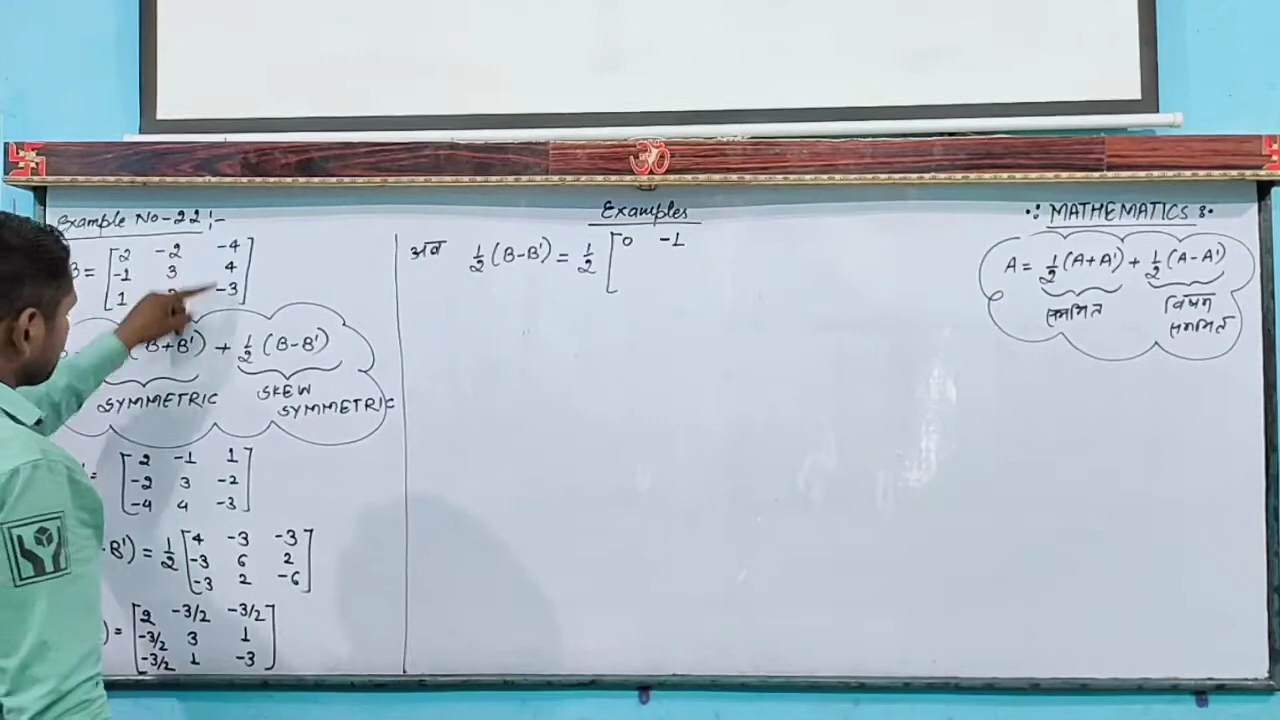 Example No-22:-
B = [2 -2 -4
-1 3 4
1 -3]
(B+B') + 1/2 (B-B')
SYMMETRIC
SKEW
SYMMETRIC
= [2 -1 1
-2 3 -2
-4 4 -3]
B') = 1/2 [4 -3 -3
-3 6 2
-3 2 -6]
) = [2 -3/2 -3/2
-3/2 3 1
-3/2 1 -3]
Examples
अब 1/2 (B-B') = 1/2 [0 -1
ॐ
∴ MATHEMATICS 8•
A = 1/2 (A+A') + 1/2 (A-A')
सममित
विषम
सममित